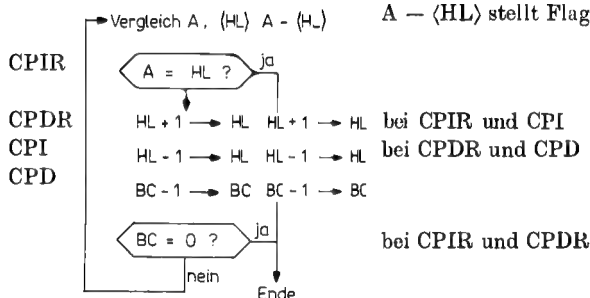 Vergleich A, ⟨HL⟩ A - ⟨HL⟩ A — ⟨HL⟩ stellt Flag
CPIR A = HL ? ja
CPDR HL + 1 → HL HL + 1 → HL bei CPIR und CPI
CPI HL - 1 → HL HL - 1 → HL bei CPDR und CPD
CPD BC - 1 → BC BC - 1 → BC
BC = 0 ? ja bei CPIR und CPDR
nein
Ende